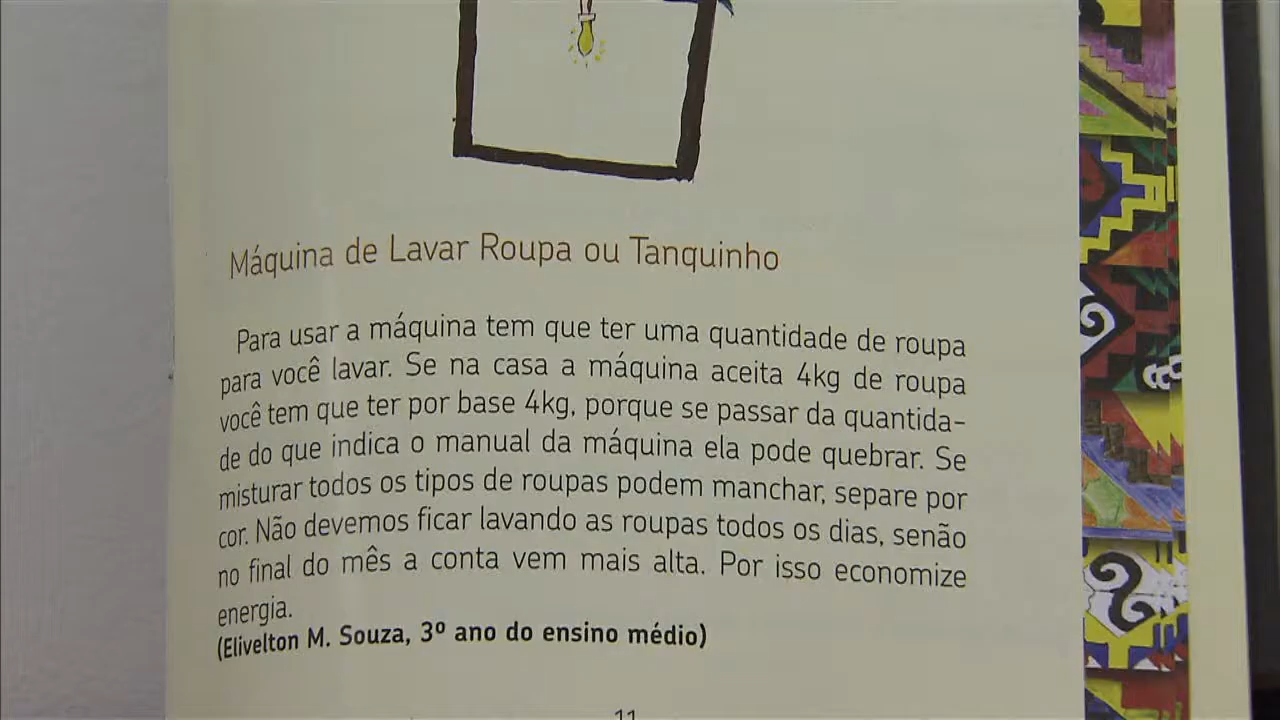 Máquina de Lavar Roupa ou Tanquinho
Para usar a máquina tem que ter uma quantidade de roupa
para você lavar. Se na casa a máquina aceita 4kg de roupa
você tem que ter por base 4kg, porque se passar da quantida-
de do que indica o manual da máquina ela pode quebrar. Se
misturar todos os tipos de roupas podem manchar, separe por
cor. Não devemos ficar lavando as roupas todos os dias, senão
no final do mês a conta vem mais alta. Por isso economize
energia.
(Elivelton M. Souza, 3º ano do ensino médio)
11